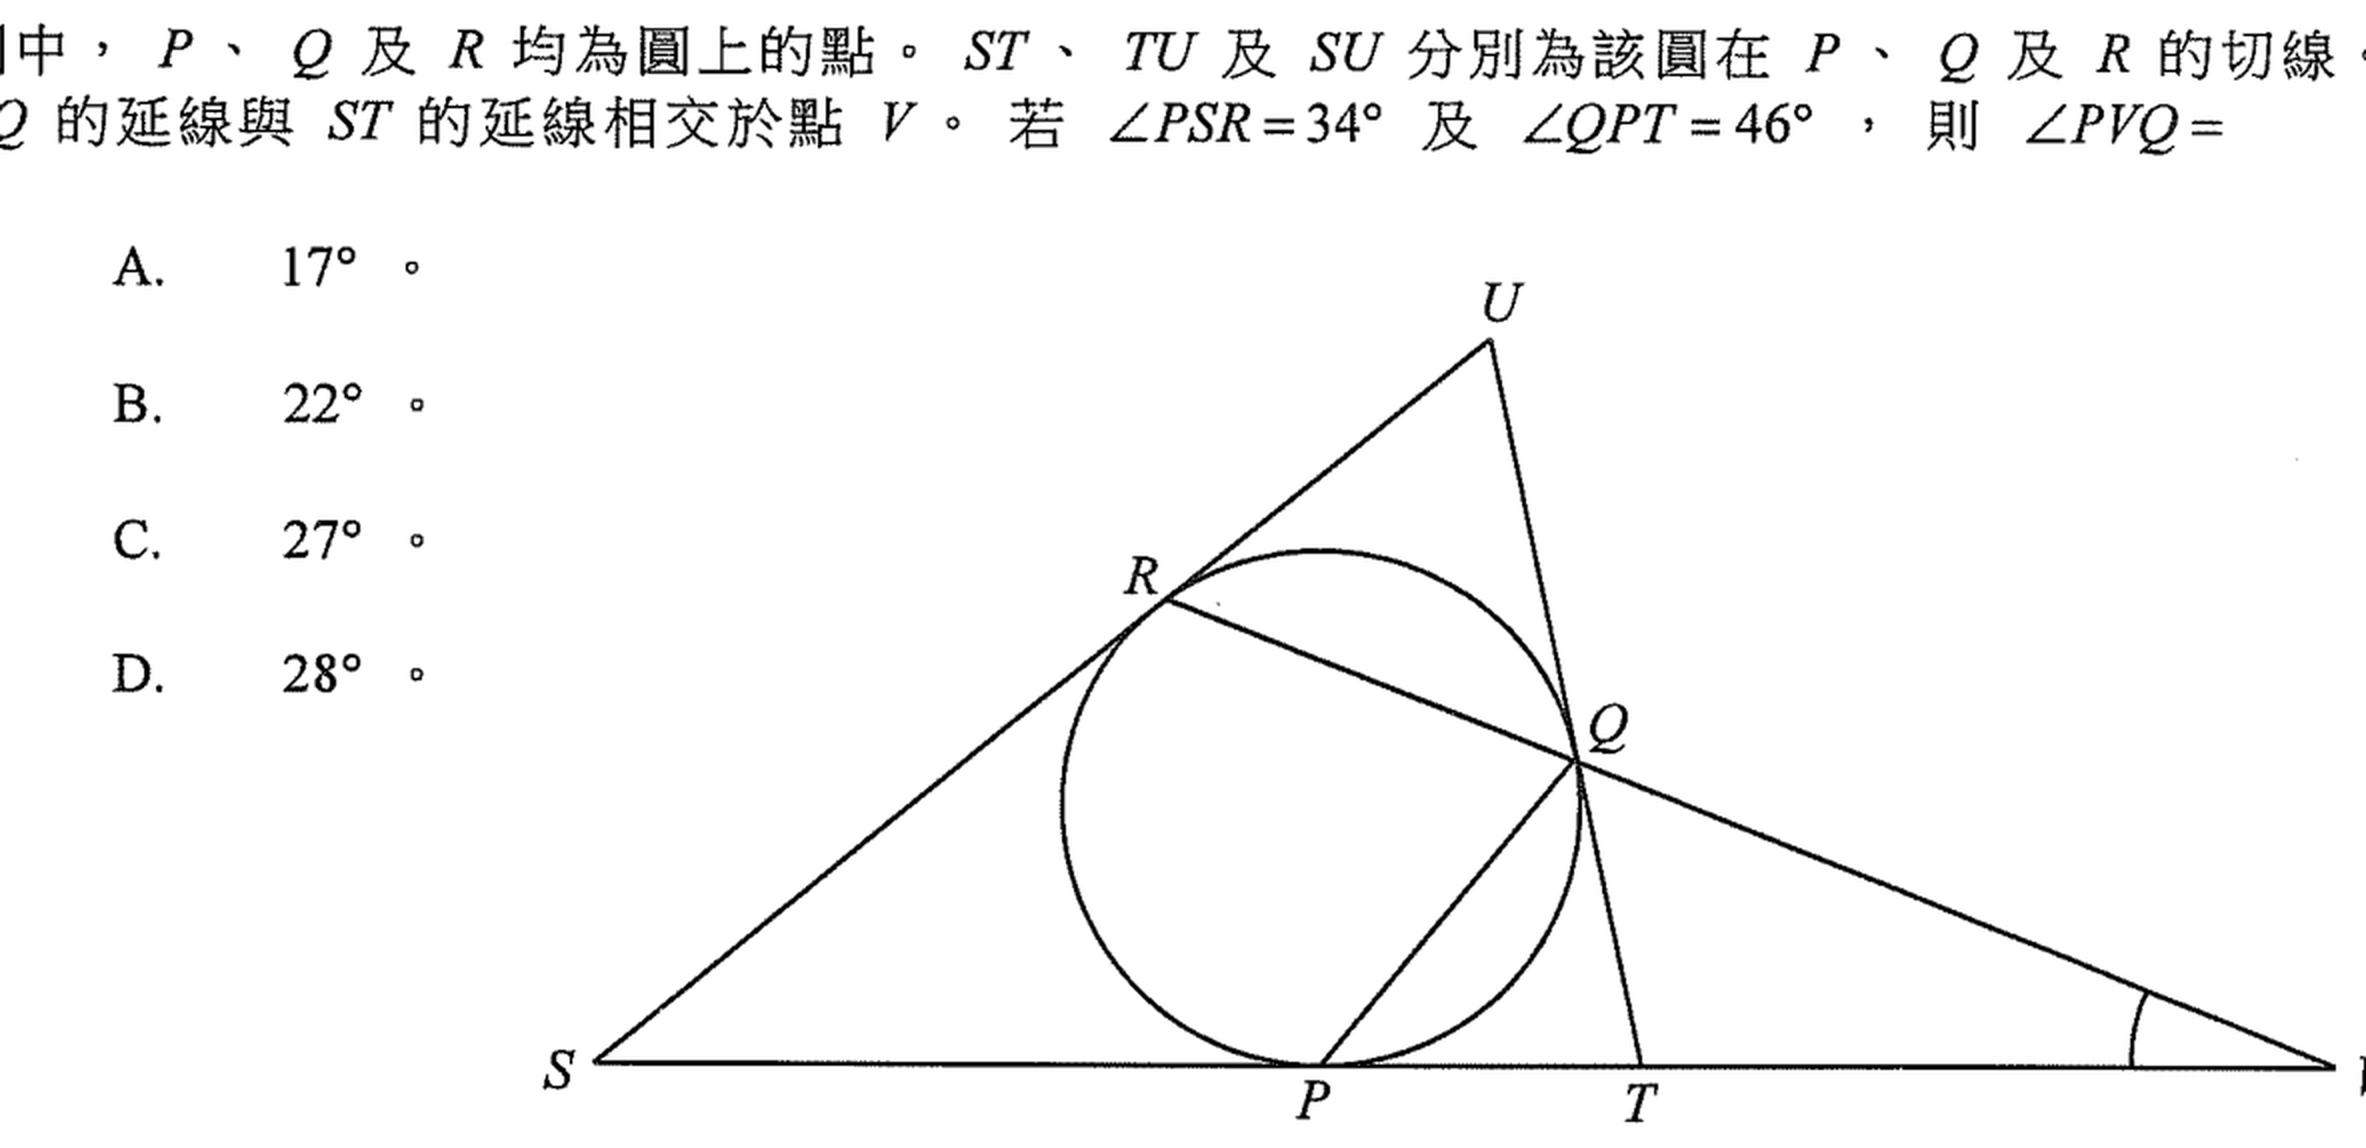 中，P、Q 及 R 均為圓上的點。ST、TU 及 SU 分別為該圓在 P、Q 及 R 的切線。
Q 的延線與 ST 的延線相交於點 V。若 ∠PSR=34° 及 ∠QPT=46°，則 ∠PVQ=
A. 17°。
B. 22°。
C. 27°。
D. 28°。
U
R
Q
S
P
T